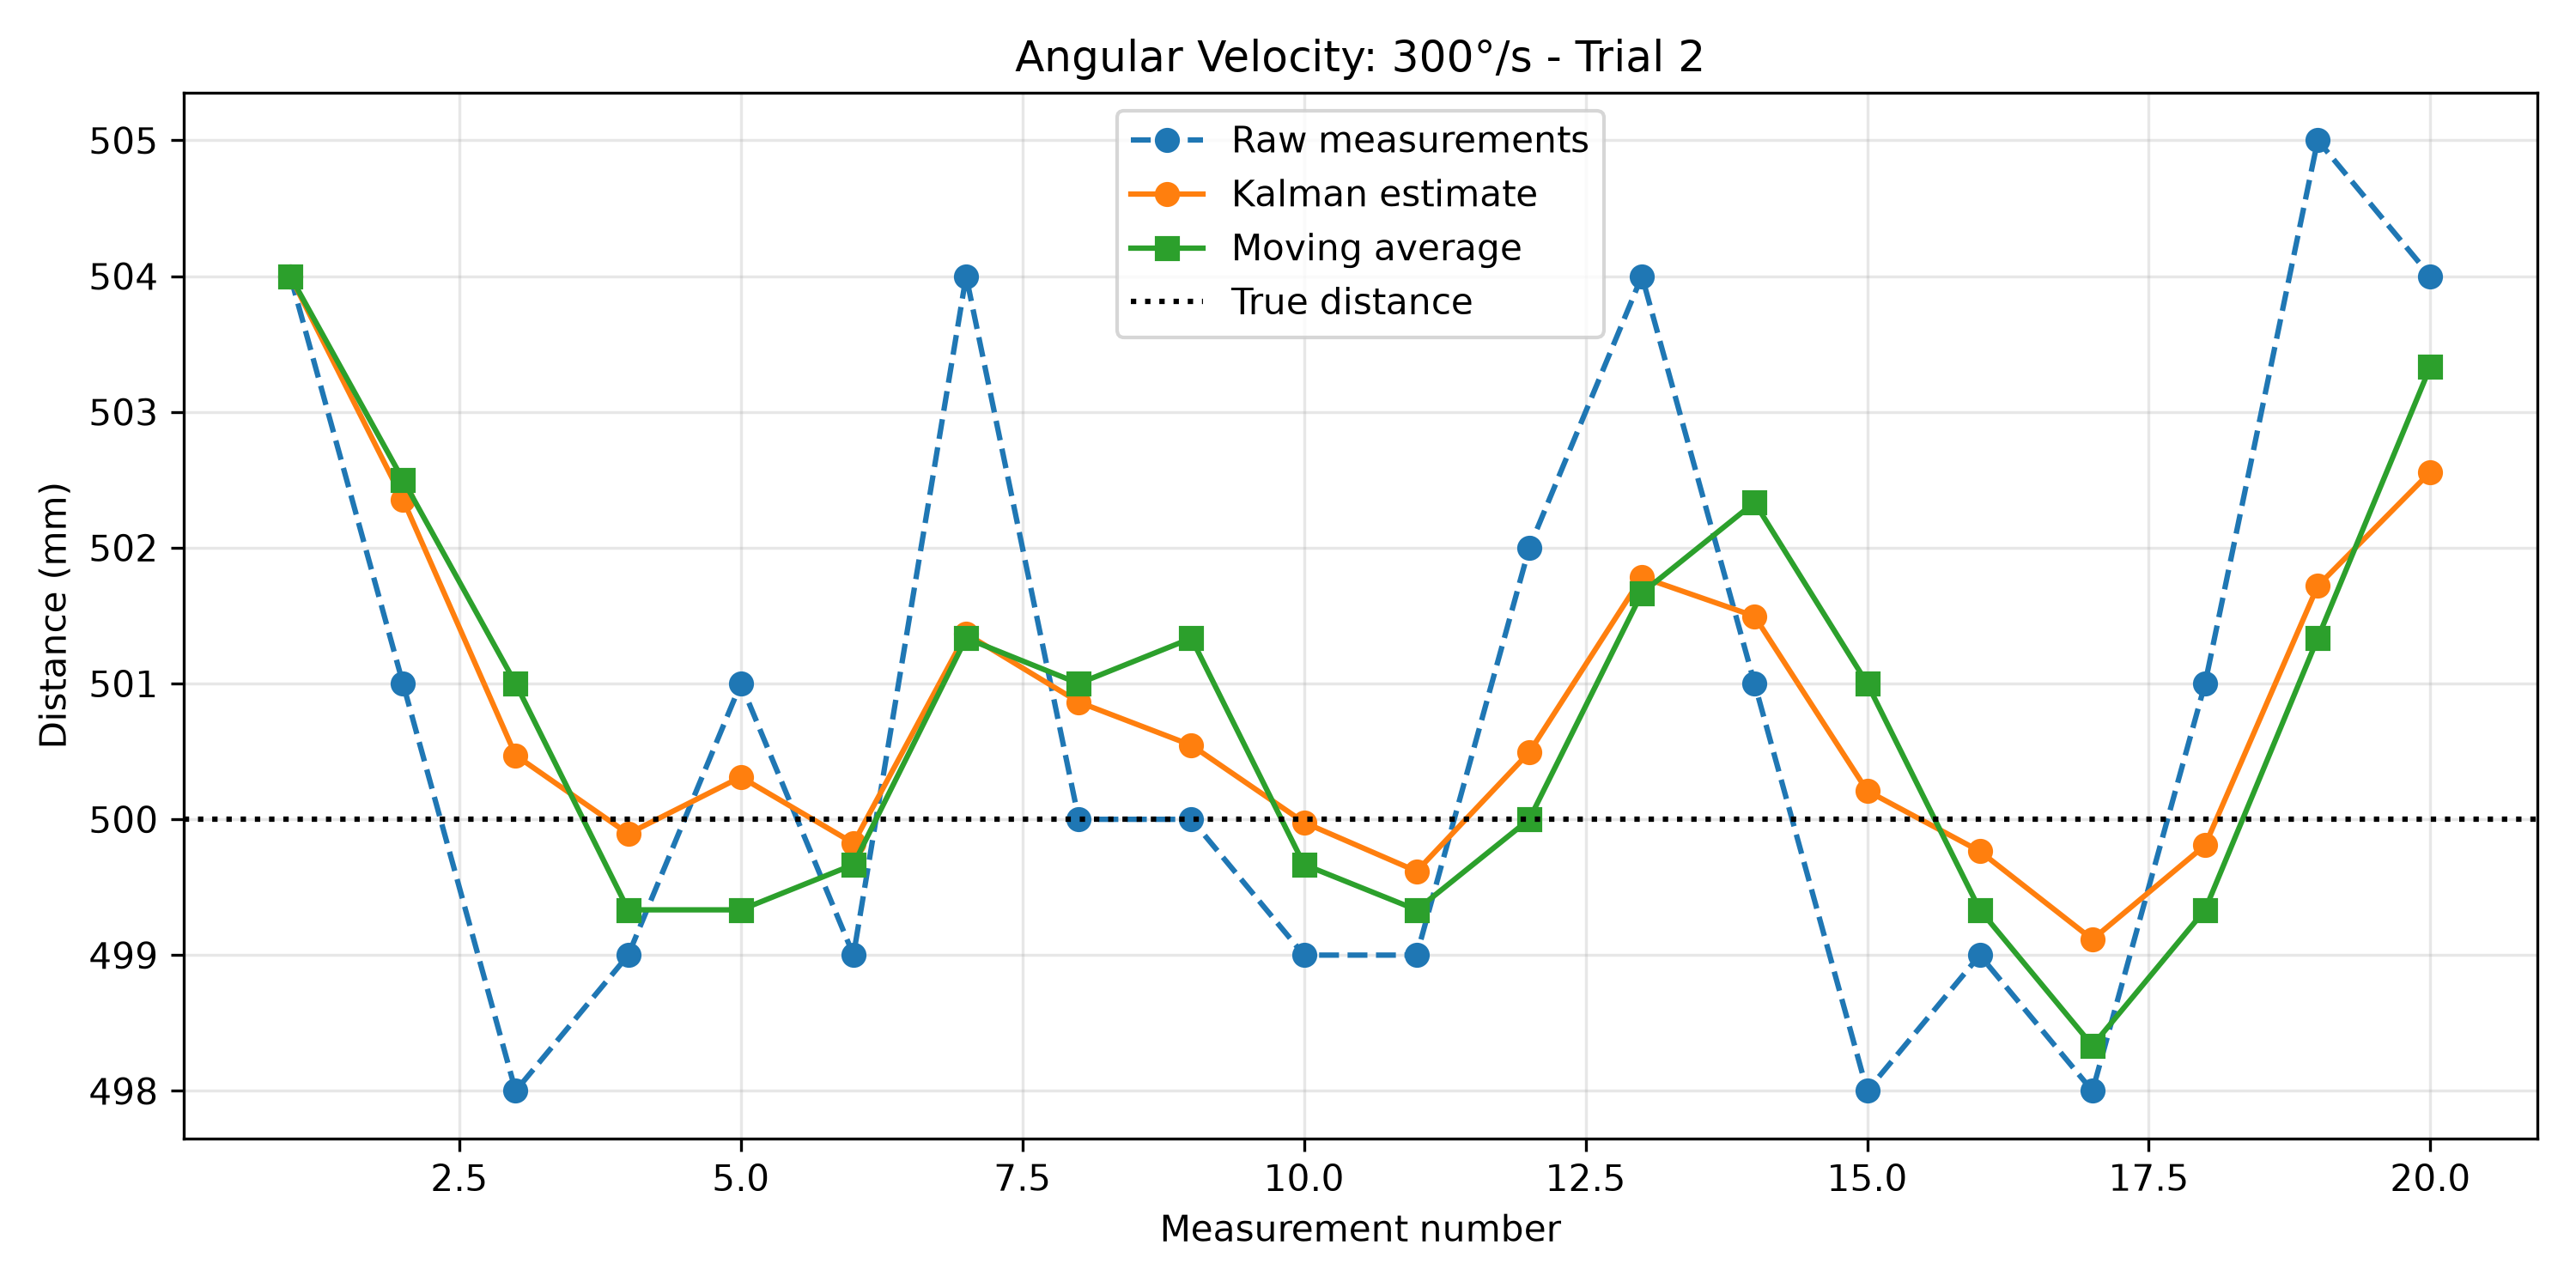 Angular Velocity: 300°/s - Trial 2
Raw measurements
Kalman estimate
Moving average
True distance
Distance (mm)
505
504
503
502
501
500
499
498
2.5 5.0 7.5 10.0 12.5 15.0 17.5 20.0
Measurement number